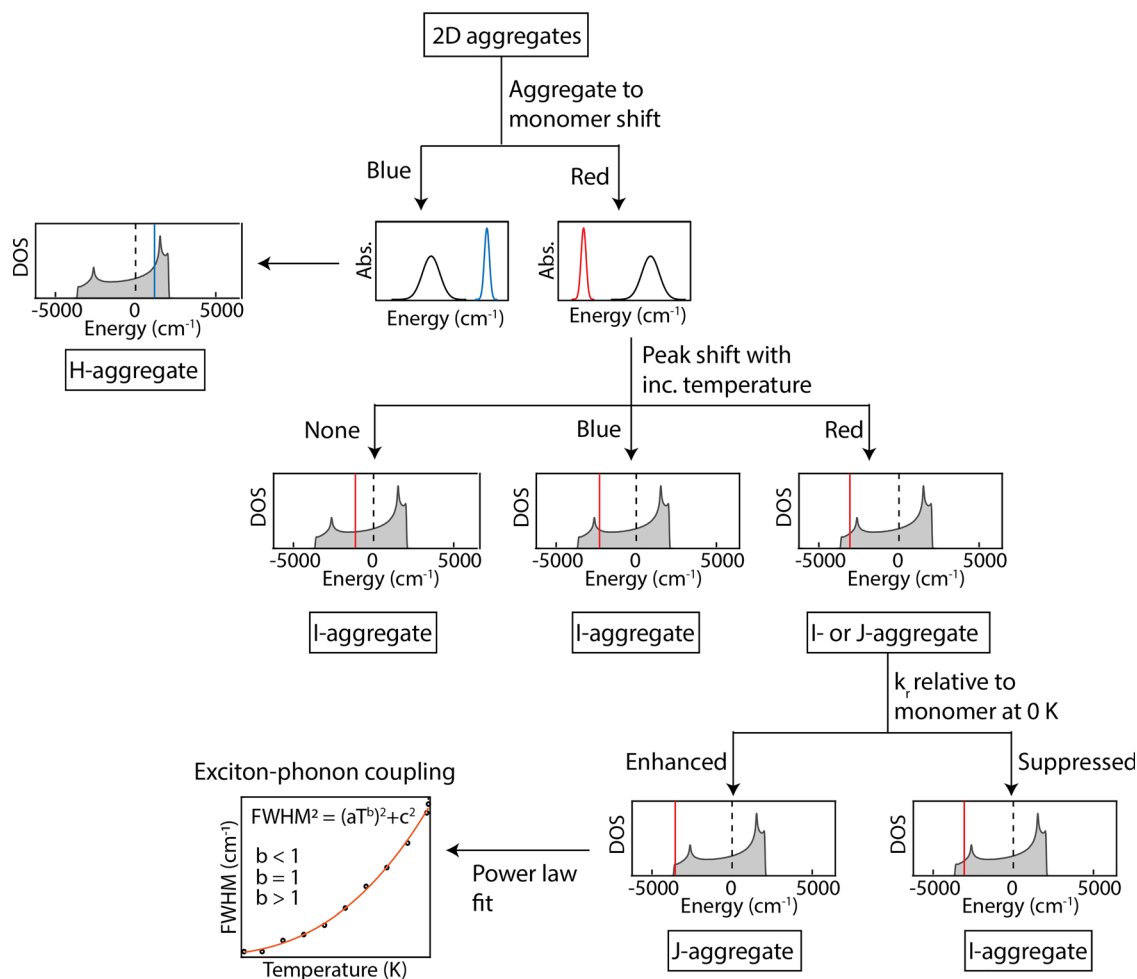 2D aggregates
Aggregate to
monomer shift
Blue
Red
DOS
-5000
0
5000
Energy (cm⁻¹)
H-aggregate
Abs.
Energy (cm⁻¹)
Abs.
Energy (cm⁻¹)
Peak shift with
inc. temperature
None
Blue
Red
DOS
-5000
0
5000
Energy (cm⁻¹)
I-aggregate
DOS
-5000
0
5000
Energy (cm⁻¹)
I-aggregate
DOS
-5000
0
5000
Energy (cm⁻¹)
I- or J-aggregate
kᵣ relative to
monomer at 0 K
Enhanced
Suppressed
DOS
-5000
0
5000
Energy (cm⁻¹)
J-aggregate
DOS
-5000
0
5000
Energy (cm⁻¹)
I-aggregate
Power law
fit
Exciton-phonon coupling
FWHM² = (aTᵇ)²+c²
b < 1
b = 1
b > 1
FWHM (cm⁻¹)
Temperature (K)